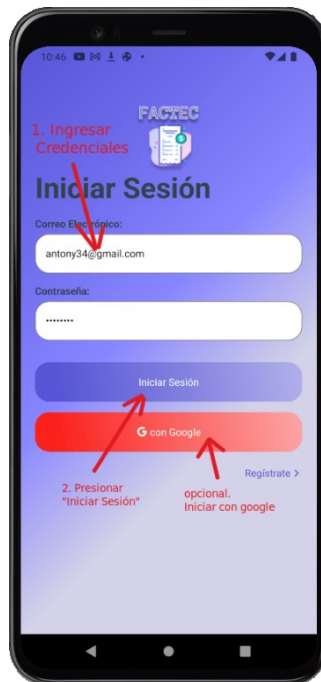 10:46
FACTEC
1. Ingresar
Credenciales
Iniciar Sesión
Correo Electrónico:
antony34@gmail.com
Contraseña:
········
Iniciar Sesión
G con Google
Regístrate >
2. Presionar
"Iniciar Sesión"
opcional.
Iniciar con google